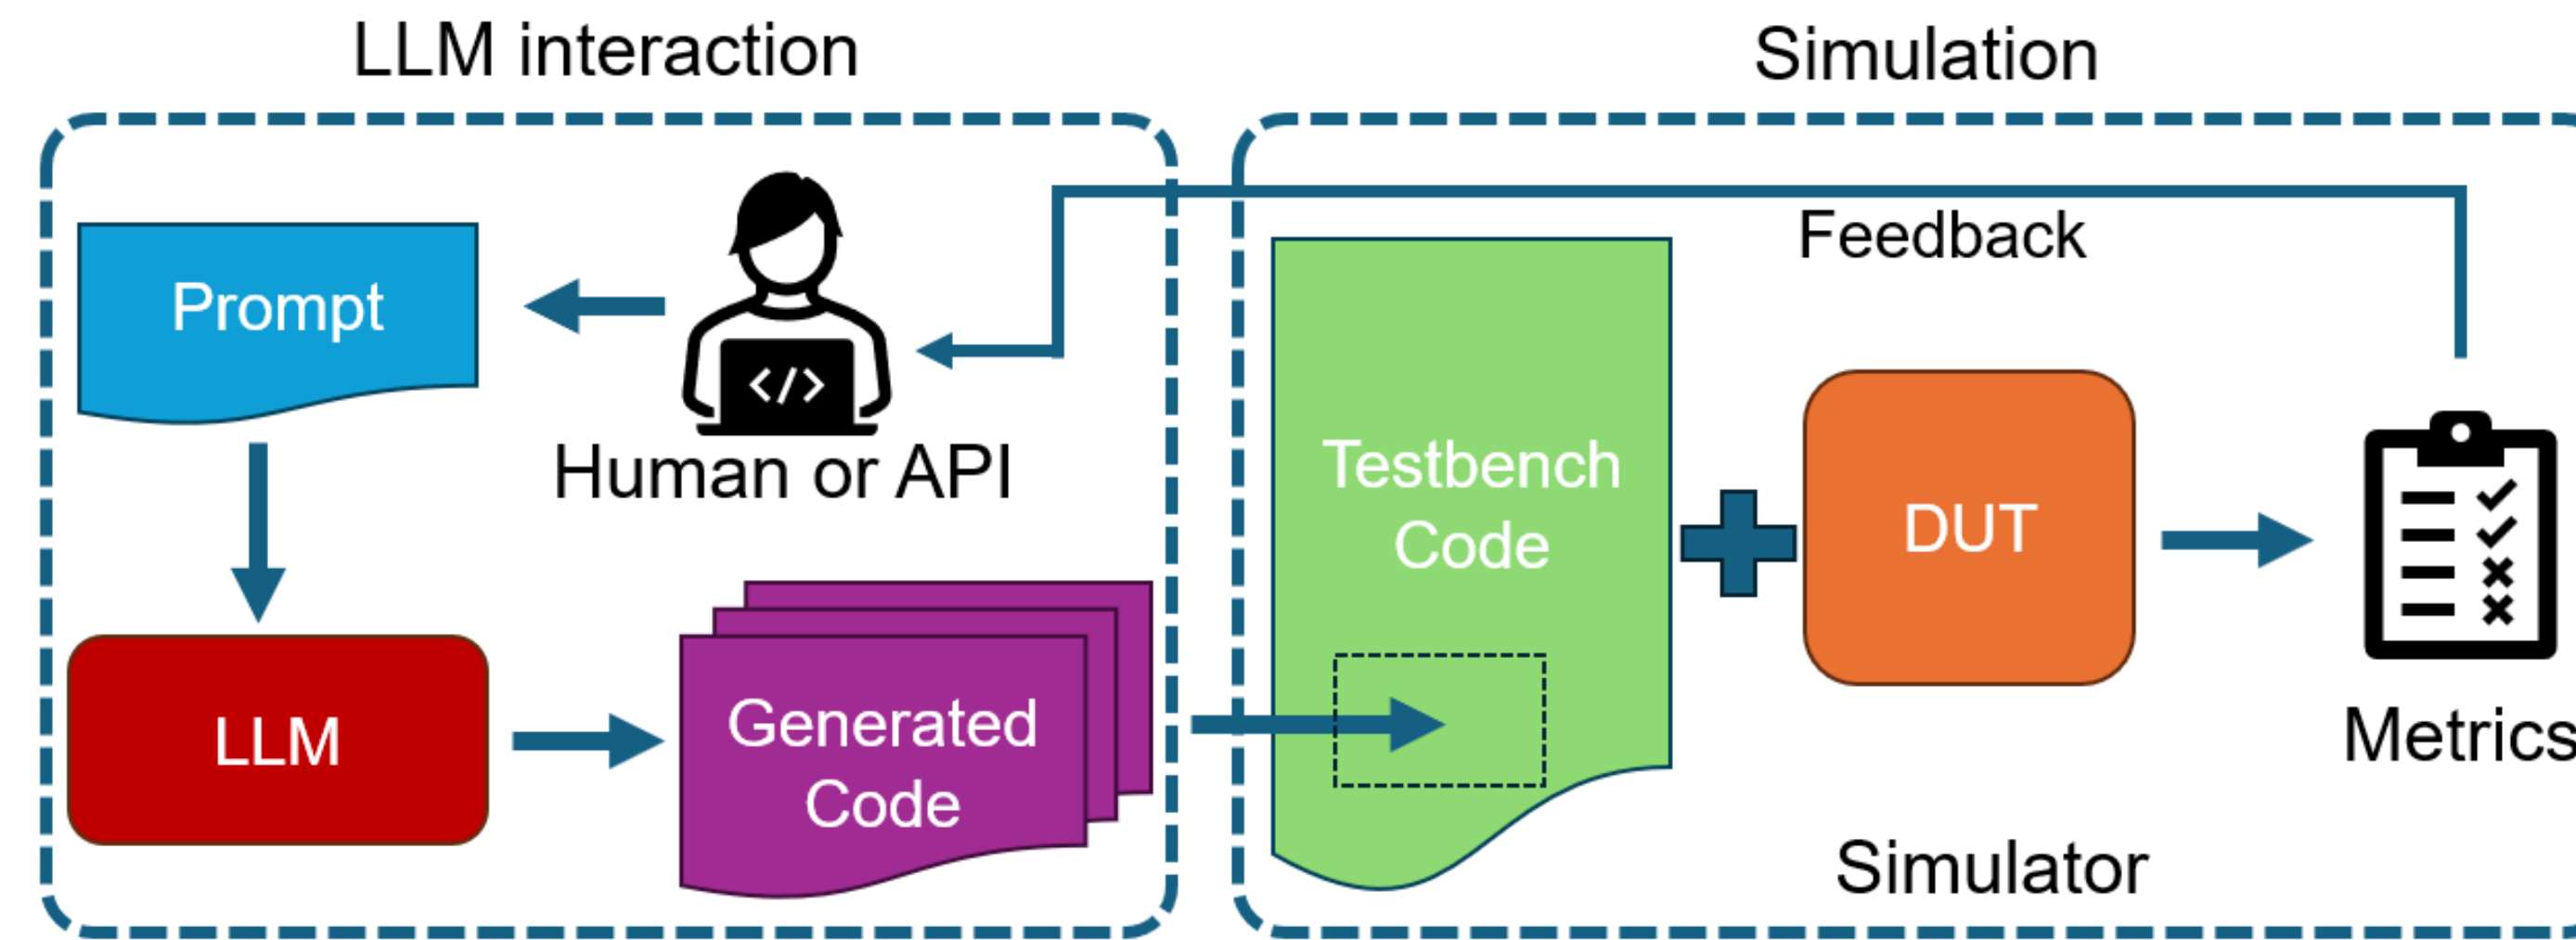 LLM interaction
Simulation
Prompt
</>
Human or API
LLM
Generated
Code
Feedback
Testbench
Code
DUT
Metrics
Simulator